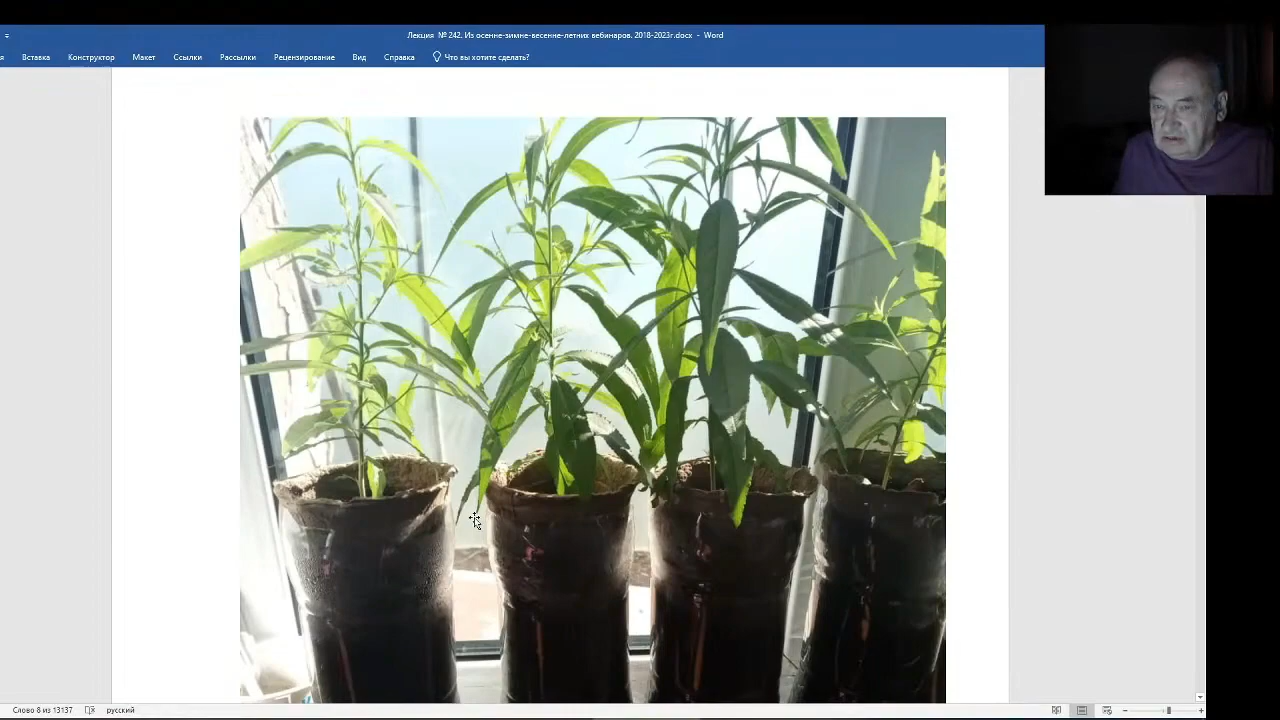 Лекция № 242. Из осенне-зимне-весенне-летних вебинаров. 2018-2023г.docx - Word
я Вставка Конструктор Макет Ссылки Рассылки Рецензирование Вид Справка Что вы хотите сделать?
Слово 8 из 13137 русский